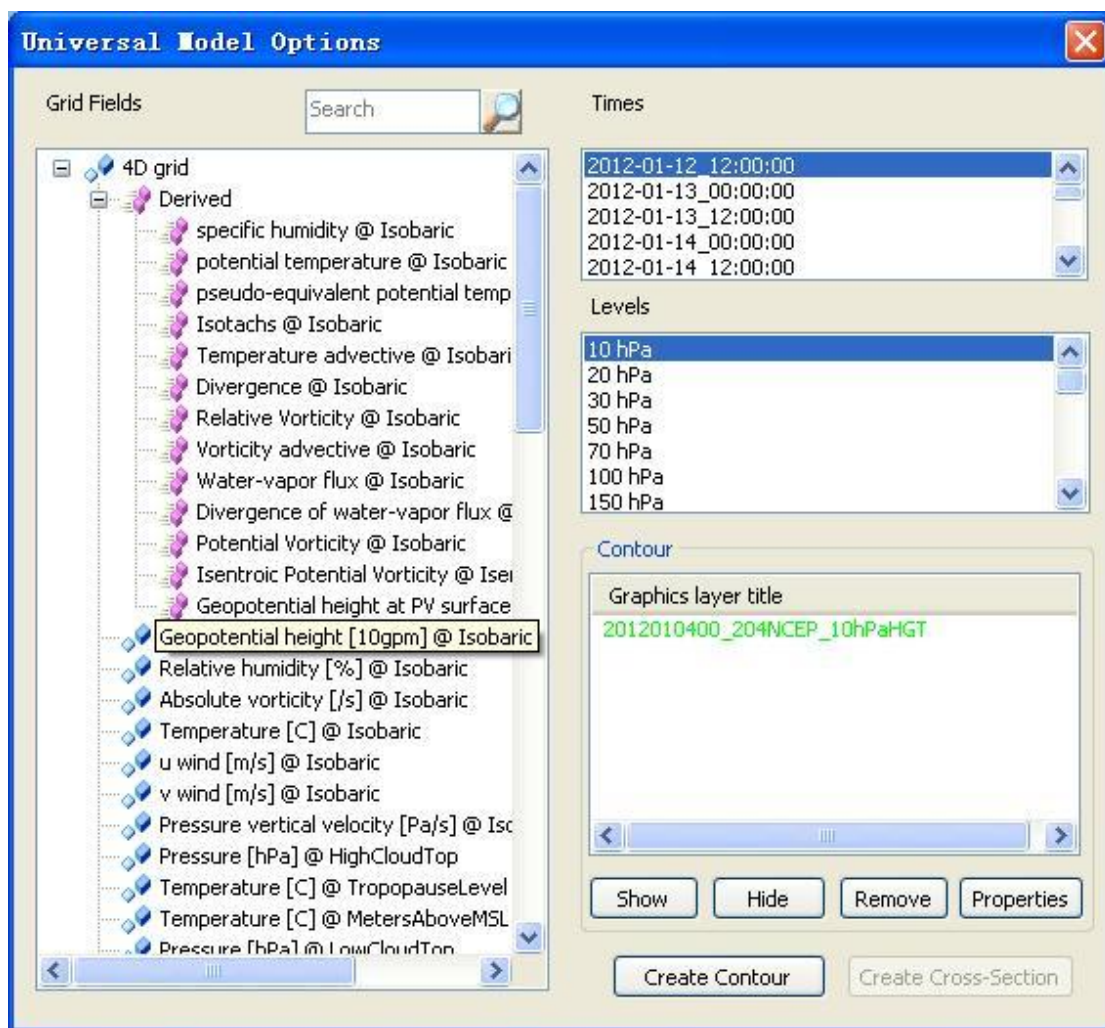 Universal Model Options
Grid Fields
Search
4D grid
Derived
specific humidity @ Isobaric
potential temperature @ Isobaric
pseudo-equivalent potential temp
Isotachs @ Isobaric
Temperature advective @ Isobari
Divergence @ Isobaric
Relative Vorticity @ Isobaric
Vorticity advective @ Isobaric
Water-vapor flux @ Isobaric
Divergence of water-vapor flux @
Potential Vorticity @ Isobaric
Isentroic Potential Vorticity @ Isen
Geopotential height at PV surface
Geopotential height [10gpm] @ Isobaric
Relative humidity [%] @ Isobaric
Absolute vorticity [/s] @ Isobaric
Temperature [C] @ Isobaric
u wind [m/s] @ Isobaric
v wind [m/s] @ Isobaric
Pressure vertical velocity [Pa/s] @ Iso
Pressure [hPa] @ HighCloudTop
Temperature [C] @ TropopauseLevel
Temperature [C] @ MetersAboveMSL
Pressure [hPa] @ LowCloudTop
Times
2012-01-12_12:00:00
2012-01-13_00:00:00
2012-01-13_12:00:00
2012-01-14_00:00:00
2012-01-14_12:00:00
Levels
10 hPa
20 hPa
30 hPa
50 hPa
70 hPa
100 hPa
150 hPa
Contour
Graphics layer title
2012010400_204NCEP_10hPaHGT
Show
Hide
Remove
Properties
Create Contour
Create Cross-Section